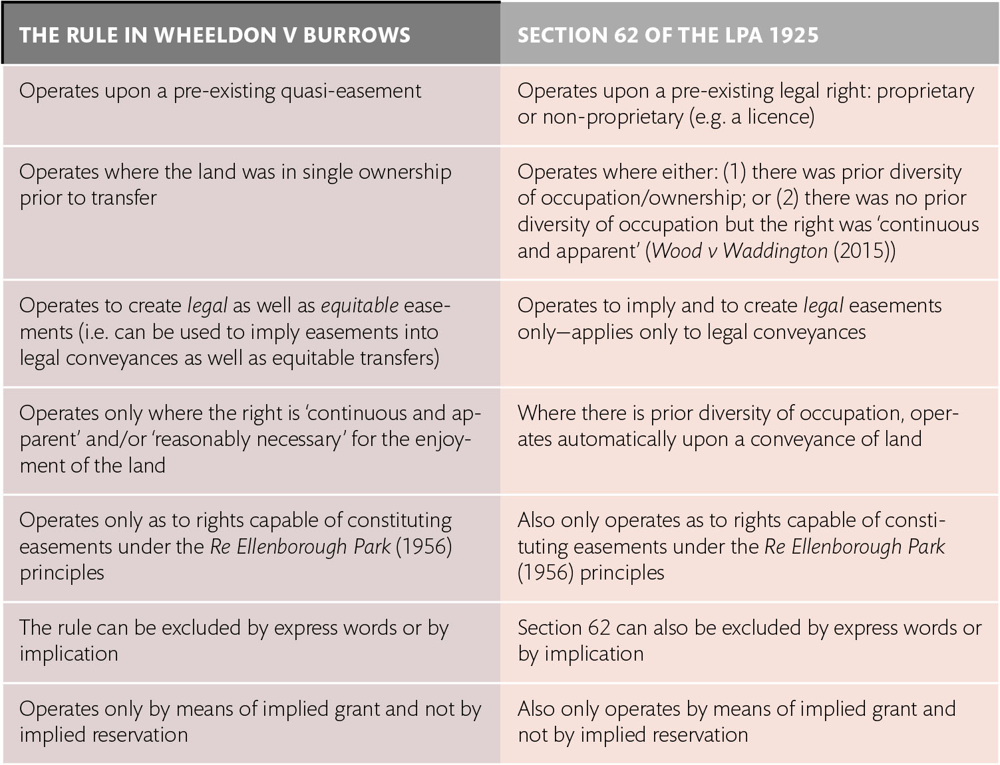 THE RULE IN WHEELDON V BURROWS
SECTION 62 OF THE LPA 1925
Operates upon a pre-existing quasi-easement
Operates upon a pre-existing legal right: proprietary
or non-proprietary (e.g. a licence)
Operates where the land was in single ownership
prior to transfer
Operates where either: (1) there was prior diversity
of occupation/ownership; or (2) there was no prior
diversity of occupation but the right was ‘continuous
and apparent’ (Wood v Waddington (2015))
Operates to create legal as well as equitable ease-
ments (i.e. can be used to imply easements into
legal conveyances as well as equitable transfers)
Operates to imply and to create legal easements
only—applies only to legal conveyances
Operates only where the right is ‘continuous and ap-
parent’ and/or ‘reasonably necessary’ for the enjoy-
ment of the land
Where there is prior diversity of occupation, oper-
ates automatically upon a conveyance of land
Operates only as to rights capable of constituting
easements under the Re Ellenborough Park (1956)
principles
Also only operates as to rights capable of consti-
tuting easements under the Re Ellenborough Park
(1956) principles
The rule can be excluded by express words or by
implication
Section 62 can also be excluded by express words or
by implication
Operates only by means of implied grant and not by
implied reservation
Also only operates by means of implied grant and
not by implied reservation